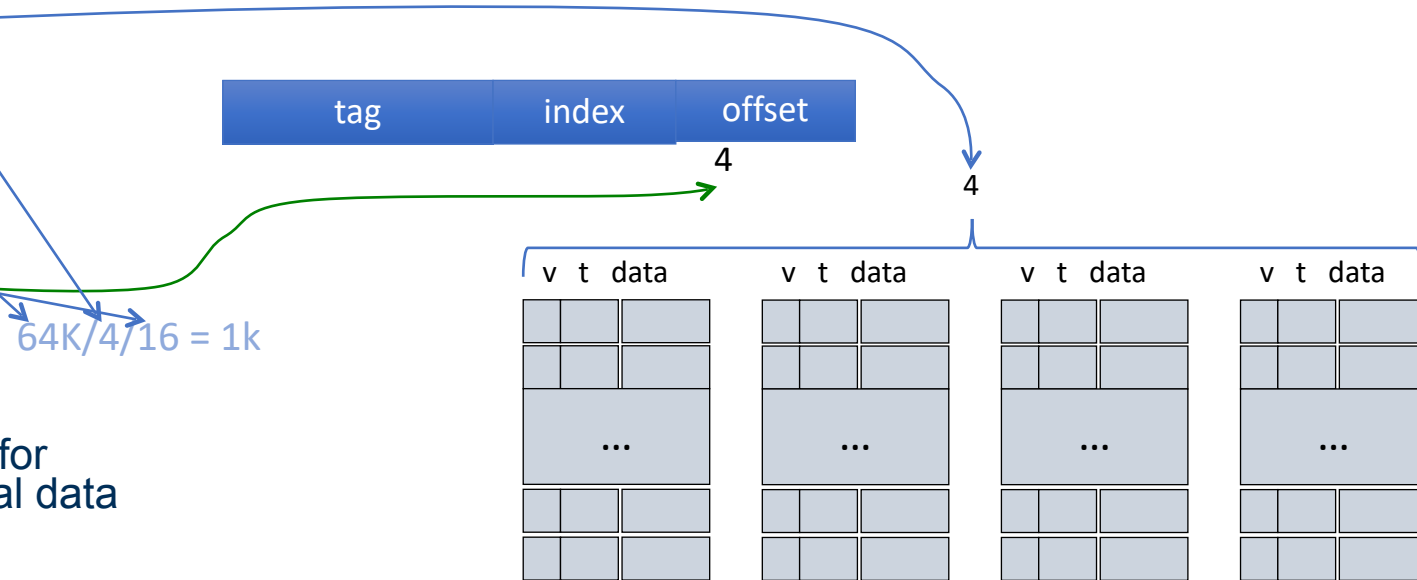 tag index offset
4
4
v t data v t data v t data v t data
64K/4/16 = 1k
... ... ... ...
for
al data